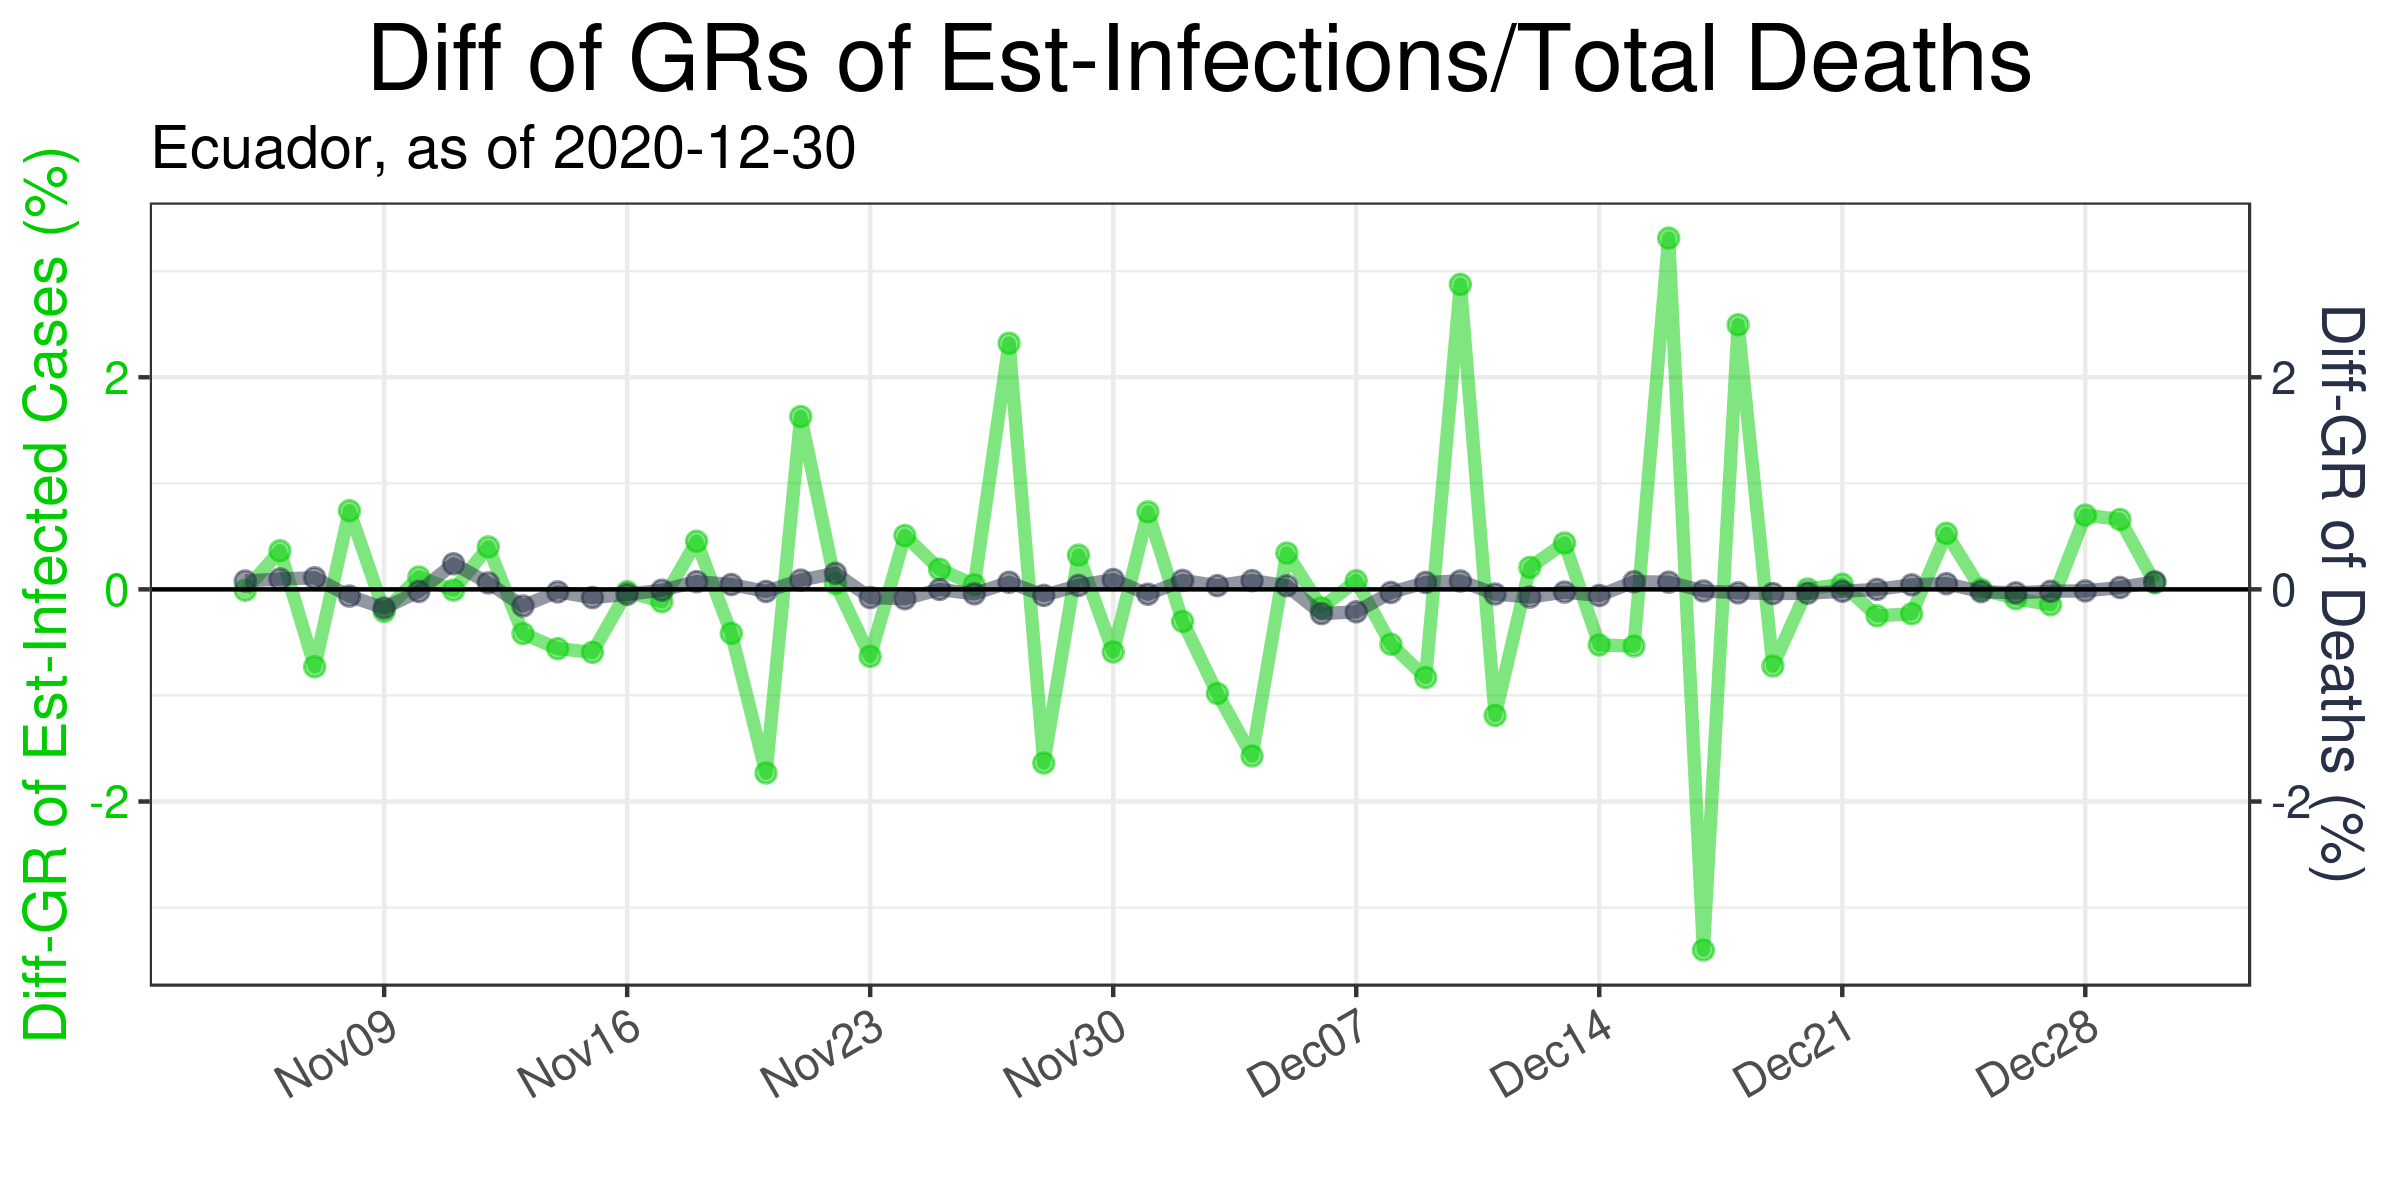 Diff of GRs of Est-Infections/Total Deaths
Ecuador, as of 2020-12-30
Diff-GR of Est-Infected Cases (%)
2
0
-2
2
0
-2
Diff-GR of Deaths (%)
Nov09
Nov16
Nov23
Nov30
Dec07
Dec14
Dec21
Dec28